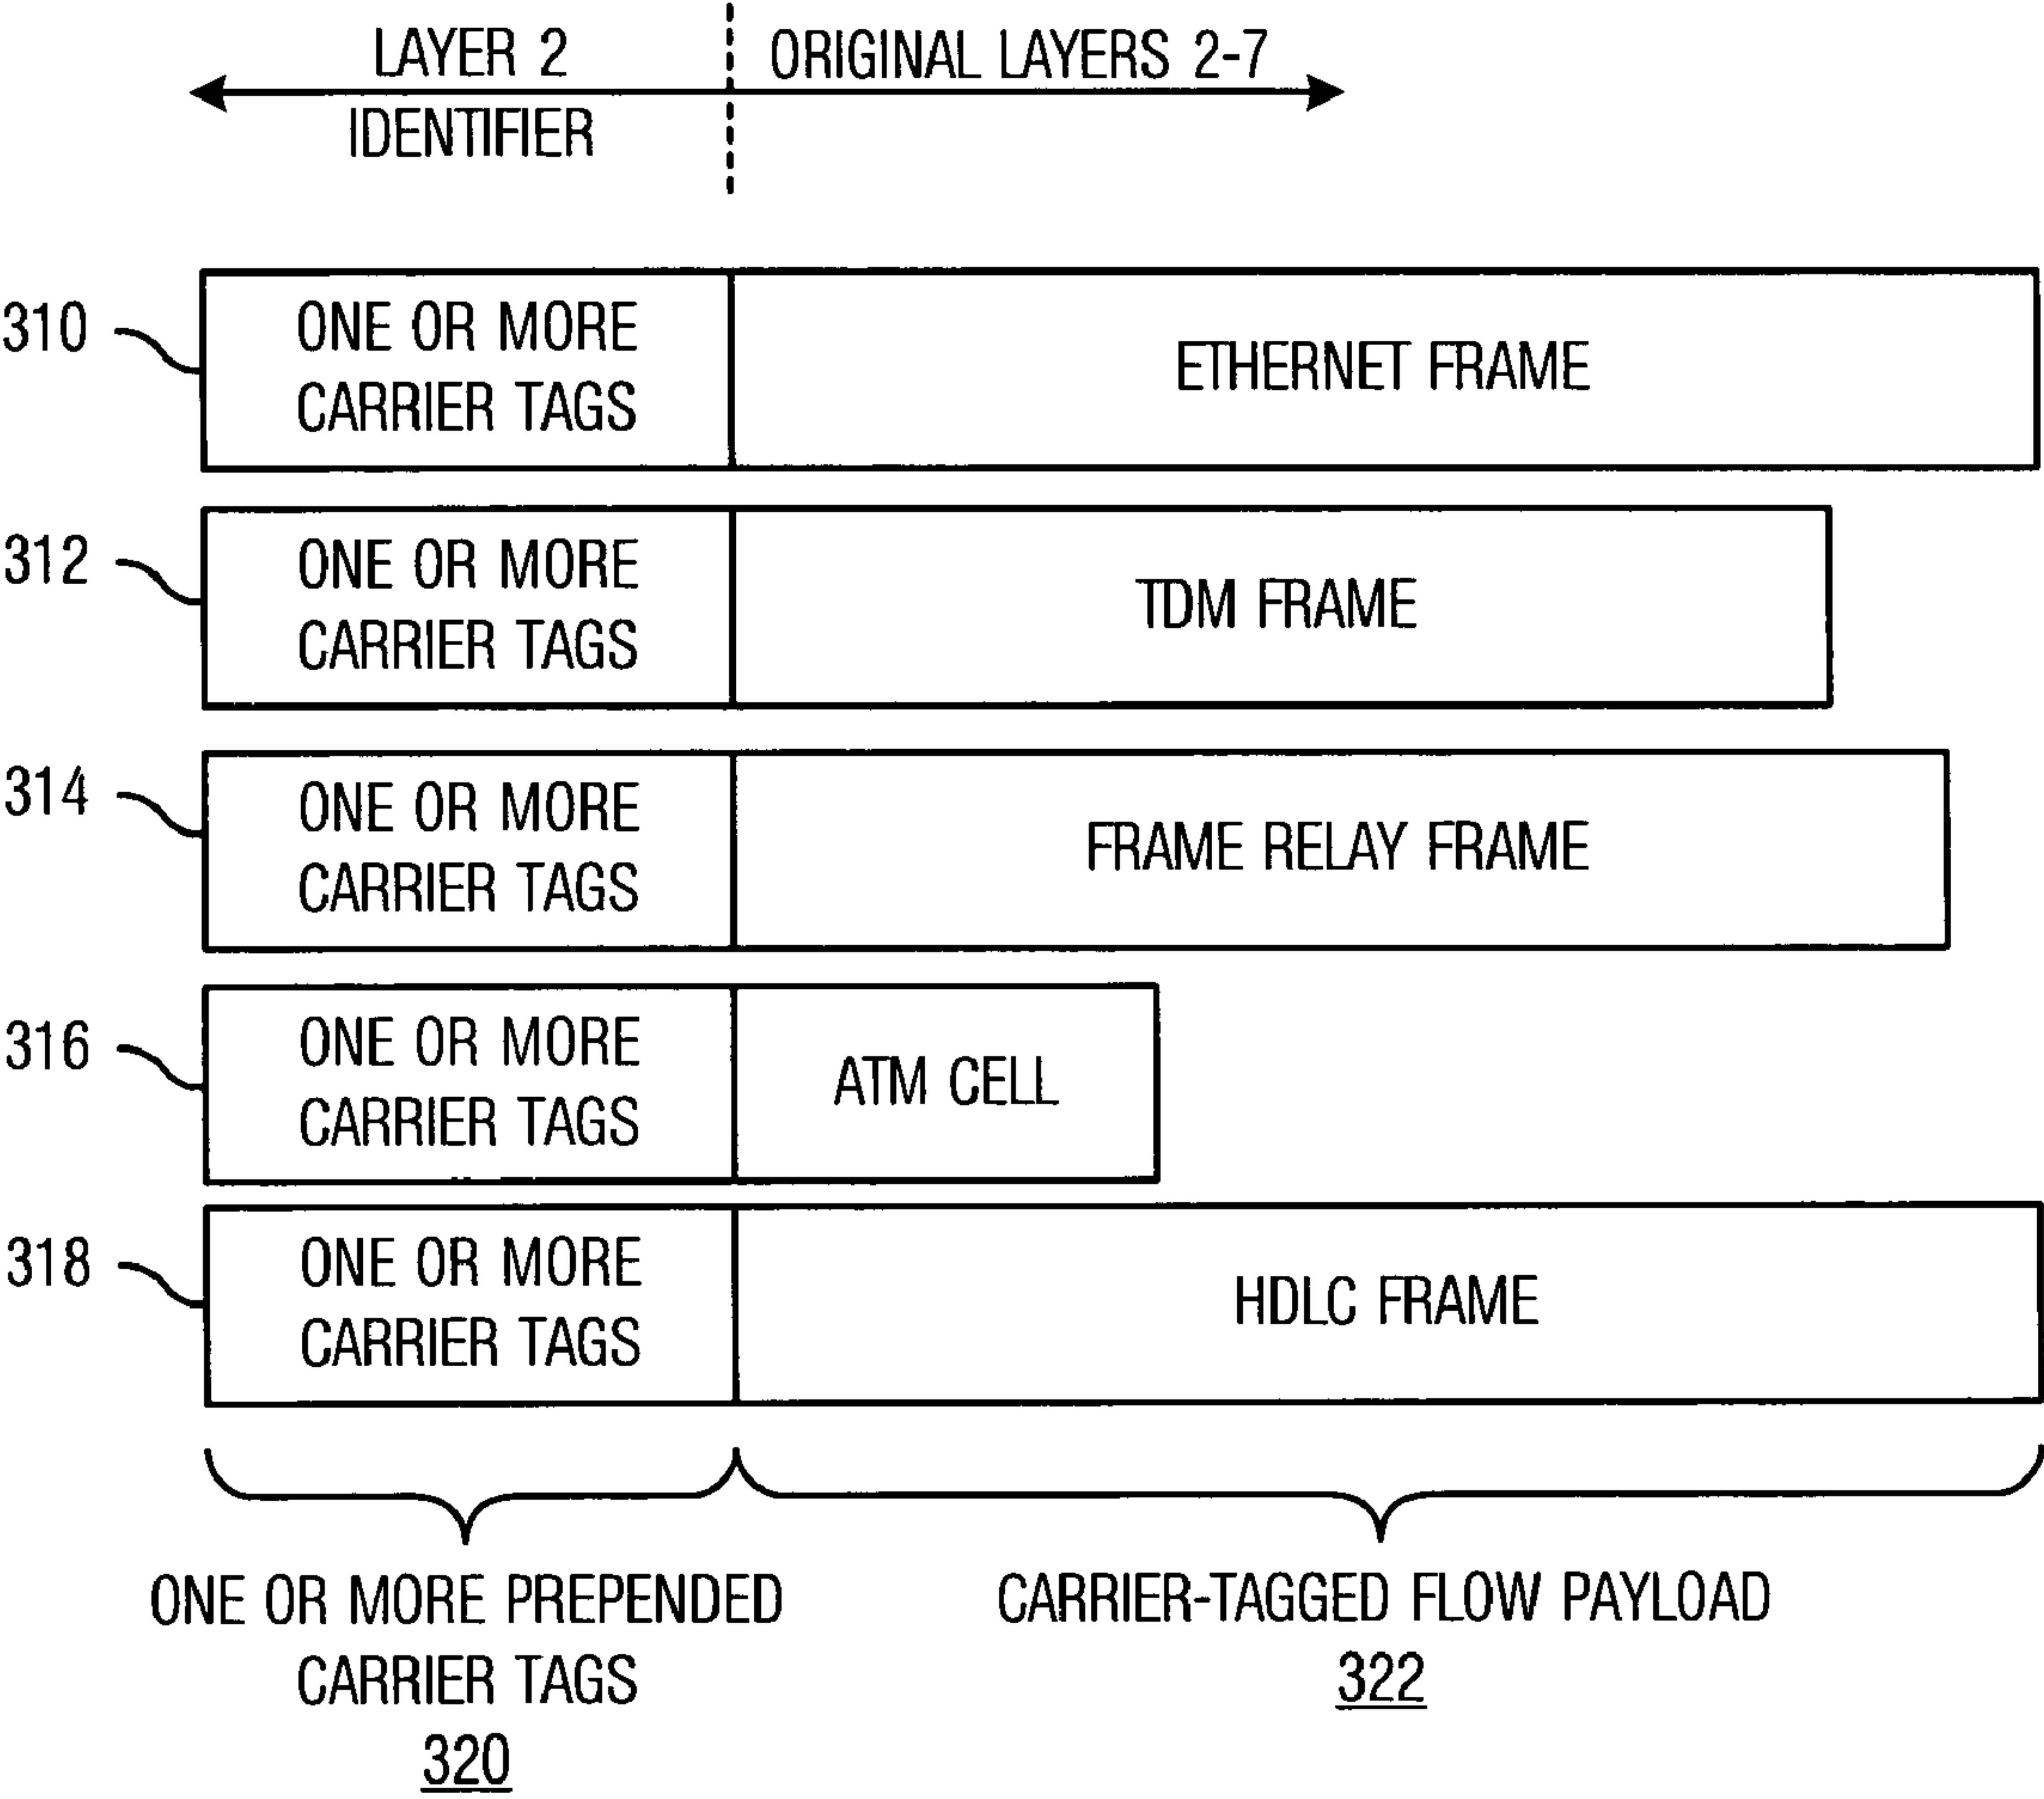 LAYER 2
IDENTIFIER
ORIGINAL LAYERS 2-7
310
ONE OR MORE
CARRIER TAGS
ETHERNET FRAME
312
ONE OR MORE
CARRIER TAGS
TDM FRAME
314
ONE OR MORE
CARRIER TAGS
FRAME RELAY FRAME
316
ONE OR MORE
CARRIER TAGS
ATM CELL
318
ONE OR MORE
CARRIER TAGS
HDLC FRAME
ONE OR MORE PREPENDED
CARRIER TAGS
320
CARRIER-TAGGED FLOW PAYLOAD
322